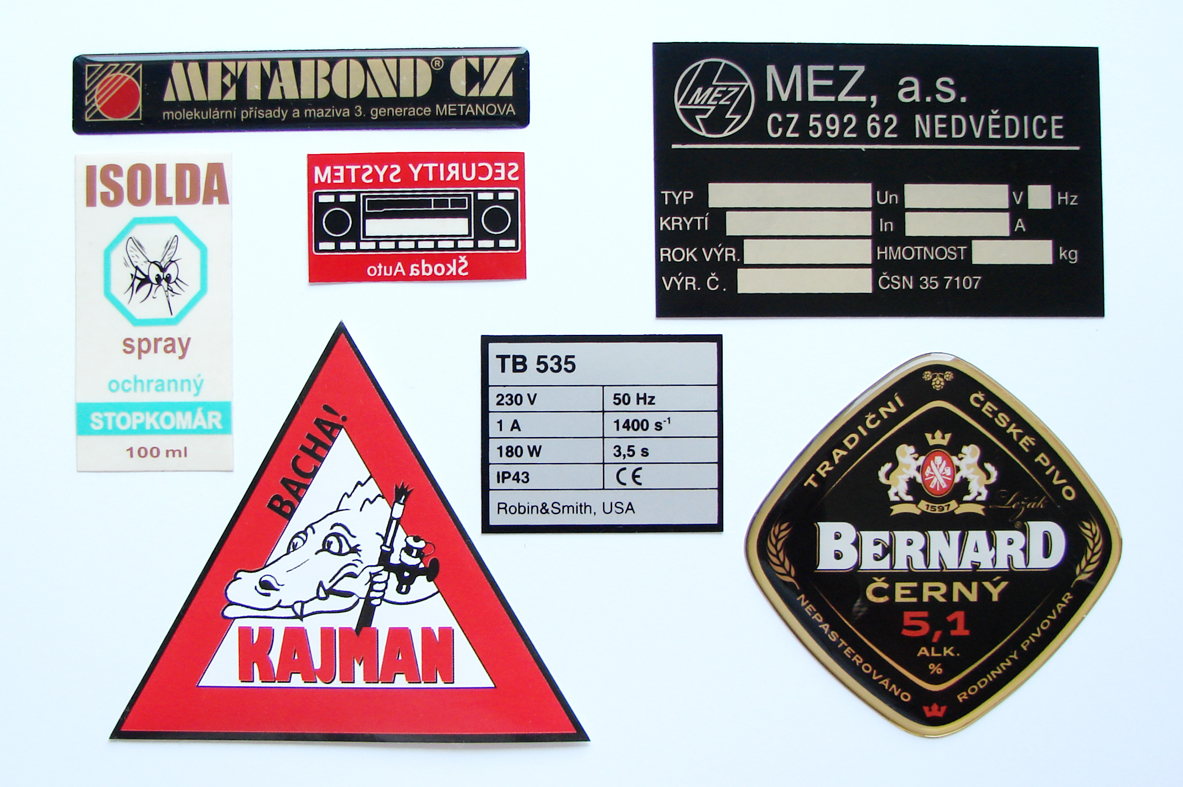 METABOND® CZ
molekulární přísady a maziva 3. generace METANOVA
MEZ
MEZ, a.s.
CZ 592 62 NEDVĚDICE
TYP Un V Hz
KRYTÍ In A
ROK VÝR. HMOTNOST kg
VÝR. Č. ČSN 35 7107
ISOLDA
spray
ochranný
STOPKOMÁR
100 ml
SECURITY SYSTEM
Škoda Auto
BACHA!
KAJMAN
TB 535
230 V 50 Hz
1 A 1400 s⁻¹
180 W 3,5 s
IP43 CE
Robin&Smith, USA
TRADIČNÍ ČESKÉ PIVO
1597
Ležák
BERNARD
ČERNÝ
5,1
ALK.
%
NEPASTEROVÁNO RODINNÝ PIVOVAR